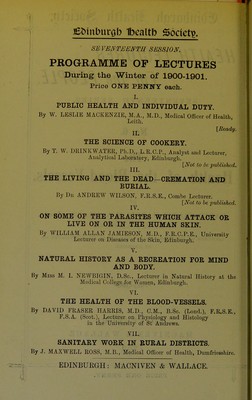 Edinburgh Health Society.
SEVENTEENTH SESSION.
PROGRAMME OF LECTURES
During the Winter of 1900-1901.
Price ONE PENNY each.
I.
PUBLIC HEALTH AND INDIVIDUAL DUTY.
By W. LESLIE MACKENZIE, M.A., M.D., Medical Officer of Health,
Leith.
[Ready.
II.
THE SCIENCE OF COOKERY.
By T. W. DRINKWATER, Ph.D., L.R.C.P., Analyst and Lecturer,
Analytical Laboratory, Edinburgh.
[Not to be published.
III.
THE LIVING AND THE DEAD—CREMATION AND
BURIAL.
By Dr. ANDREW WILSON, F.R.S.E., Combe Lecturer.
[Not to be published.
IV.
ON SOME OF THE PARASITES WHICH ATTACK OR
LIVE ON OR IN THE HUMAN SKIN.
By WILLIAM ALLAN JAMIESON, M.D., F.R.C.P.E., University
Lecturer on Diseases of the Skin, Edinburgh.
V.
NATURAL HISTORY AS A RECREATION FOR MIND
AND BODY.
By Miss M. I. NEWBIGIN, D.Sc., Lecturer in Natural History at the
Medical College for Women, Edinburgh.
VI.
THE HEALTH OF THE BLOOD-VESSELS.
By DAVID FRASER HARRIS, M.D., C.M., B.Sc. (Lond.), F.R.S.E.,
F.S.A. (Scot.), Lecturer on Physiology and Histology
in the University of St Andrews.
VII.
SANITARY WORK IN RURAL DISTRICTS.
By J. MAXWELL ROSS, M.B., Medical Officer of Health, Dumfriesshire.
EDINBURGH: MACNIVEN & WALLACE.